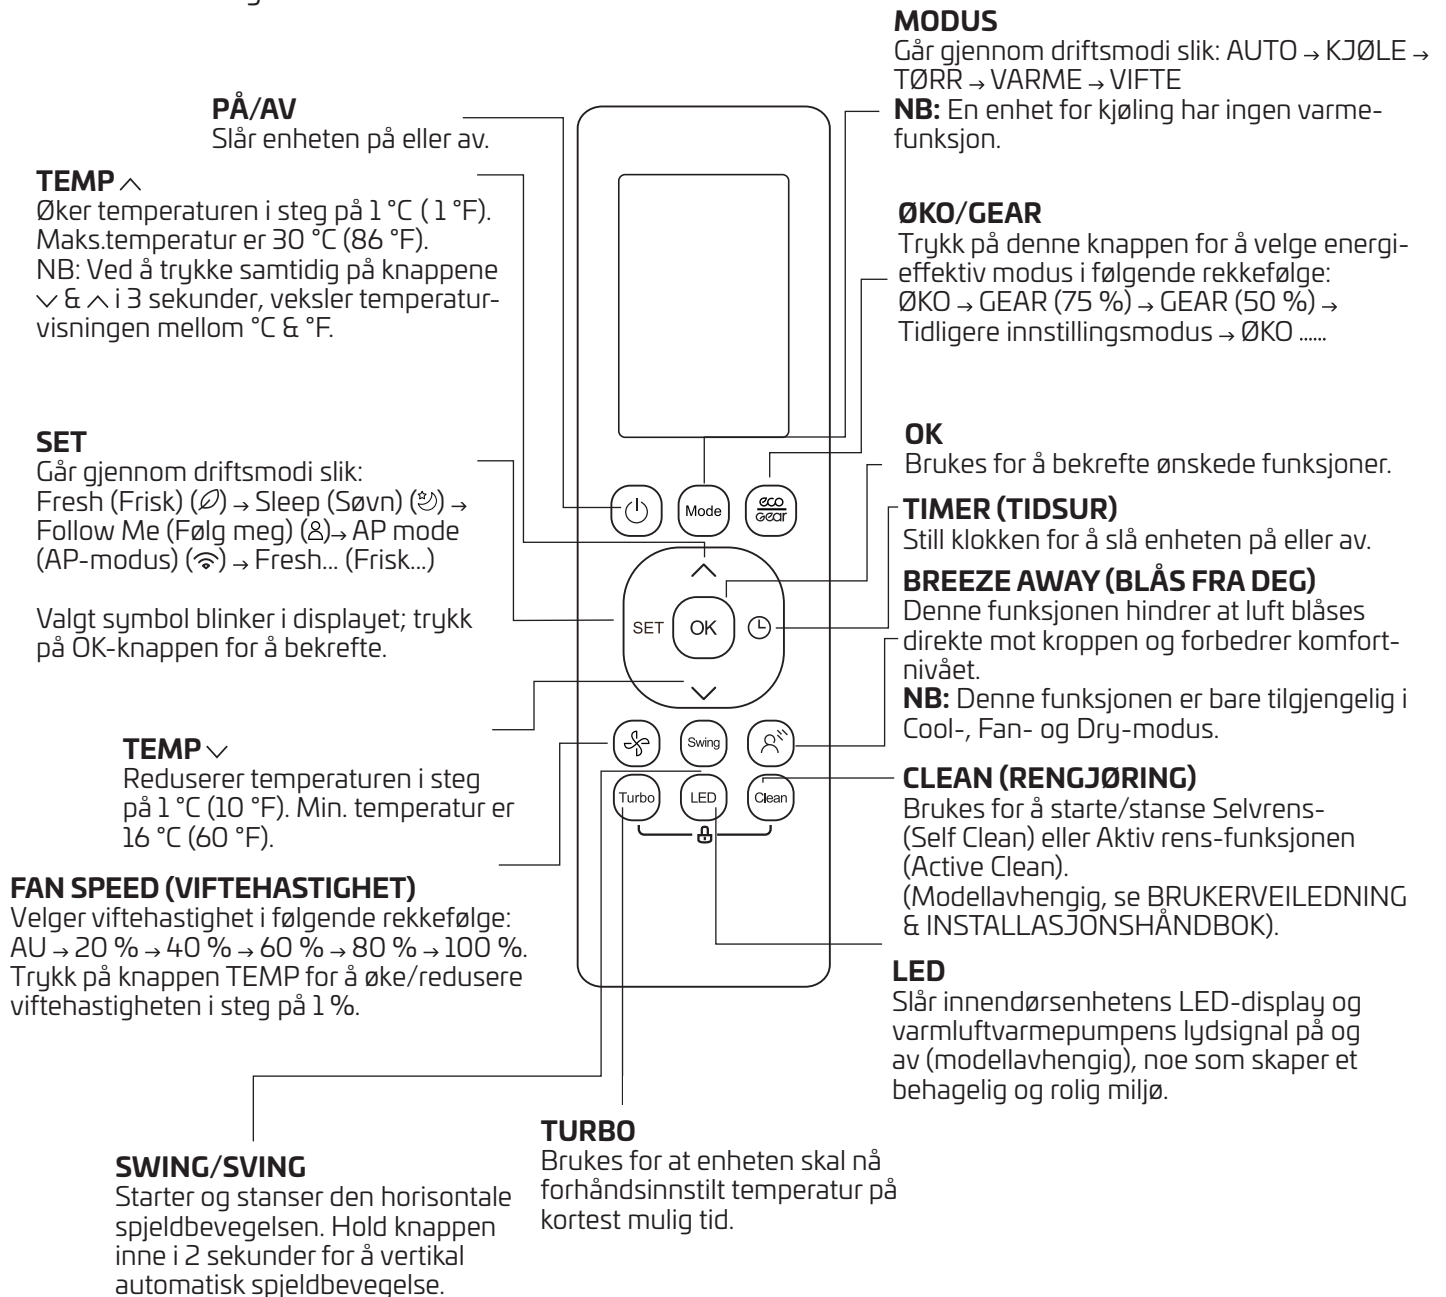 MODUS
Går gjennom driftsmodi slik: AUTO → KJØLE →
TØRR → VARME → VIFTE
NB: En enhet for kjøling har ingen varme-
funksjon.
PÅ/AV
Slår enheten på eller av.
TEMP ︿
Øker temperaturen i steg på 1 °C ( 1 °F).
Maks.temperatur er 30 °C (86 °F).
NB: Ved å trykke samtidig på knappene
﹀ & ︿ i 3 sekunder, veksler temperatur-
visningen mellom °C & °F.
ØKO/GEAR
Trykk på denne knappen for å velge energi-
effektiv modus i følgende rekkefølge:
ØKO → GEAR (75 %) → GEAR (50 %) →
Tidligere innstillingsmodus → ØKO ......
SET
Går gjennom driftsmodi slik:
Fresh (Frisk) () → Sleep (Søvn) () →
Follow Me (Følg meg) () → AP mode
(AP-modus) () → Fresh... (Frisk...)
Valgt symbol blinker i displayet; trykk
på OK-knappen for å bekrefte.
OK
Brukes for å bekrefte ønskede funksjoner.
TIMER (TIDSUR)
Still klokken for å slå enheten på eller av.
BREEZE AWAY (BLÅS FRA DEG)
Denne funksjonen hindrer at luft blåses
direkte mot kroppen og forbedrer komfort-
nivået.
NB: Denne funksjonen er bare tilgjengelig i
Cool-, Fan- og Dry-modus.
Mode
eco
Gear
SET
OK
Swing
Turbo
LED
Clean
TEMP ﹀
Reduserer temperaturen i steg
på 1 °C (10 °F). Min. temperatur er
16 °C (60 °F).
CLEAN (RENGJØRING)
Brukes for å starte/stanse Selvrens-
(Self Clean) eller Aktiv rens-funksjonen
(Active Clean).
(Modellavhengig, se BRUKERVEILEDNING
& INSTALLASJONSHÅNDBOK).
FAN SPEED (VIFTEHASTIGHET)
Velger viftehastighet i følgende rekkefølge:
AU → 20 % → 40 % → 60 % → 80 % → 100 %.
Trykk på knappen TEMP for å øke/redusere
viftehastigheten i steg på 1 %.
LED
Slår innendørsenhetens LED-display og
varmluftvarmepumpens lydsignal på og
av (modellavhengig), noe som skaper et
behagelig og rolig miljø.
SWING/SVING
Starter og stanser den horisontale
spjeldbevegelsen. Hold knappen
inne i 2 sekunder for å vertikal
automatisk spjeldbevegelse.
TURBO
Brukes for at enheten skal nå
forhåndsinnstilt temperatur på
kortest mulig tid.